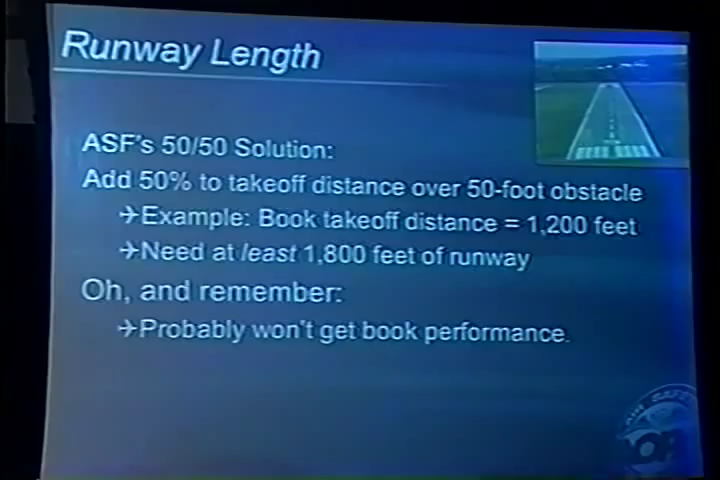 Runway Length
ASF's 50/50 Solution:
Add 50% to takeoff distance over 50-foot obstacle
Example: Book takeoff distance = 1,200 feet
Need at least 1,800 feet of runway
Oh, and remember:
Probably won't get book performance.
AIR SAFETY